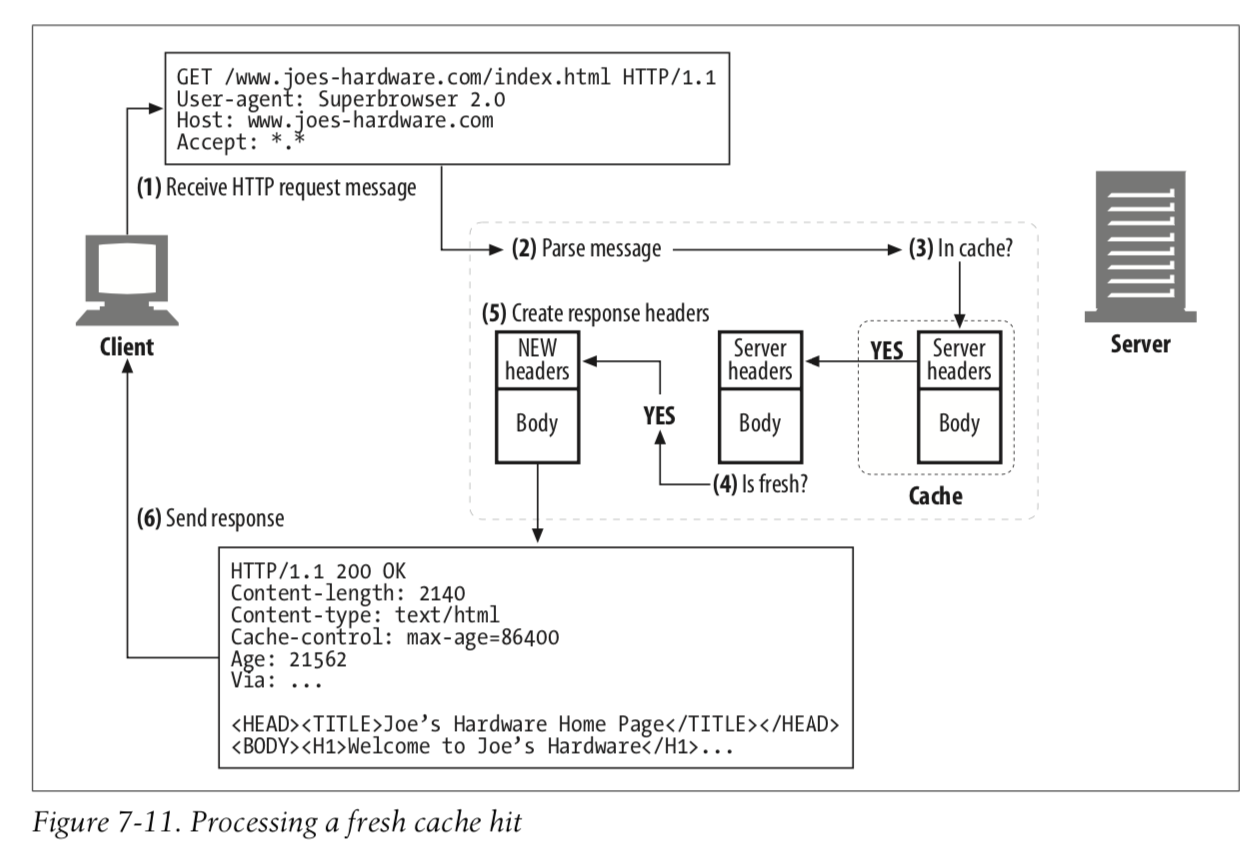 GET /www.joes-hardware.com/index.html HTTP/1.1
User-agent: Superbrowser 2.0
Host: www.joes-hardware.com
Accept: *.*
(1) Receive HTTP request message
(2) Parse message
(3) In cache?
Client
Server
(5) Create response headers
NEW
headers
Body
YES
Server
headers
Body
YES
Server
headers
Body
(4) Is fresh?
Cache
(6) Send response
HTTP/1.1 200 OK
Content-length: 2140
Content-type: text/html
Cache-control: max-age=86400
Age: 21562
Via: ...
<HEAD><TITLE>Joe’s Hardware Home Page</TITLE></HEAD>
<BODY><H1>Welcome to Joe’s Hardware</H1>...
Figure 7-11. Processing a fresh cache hit